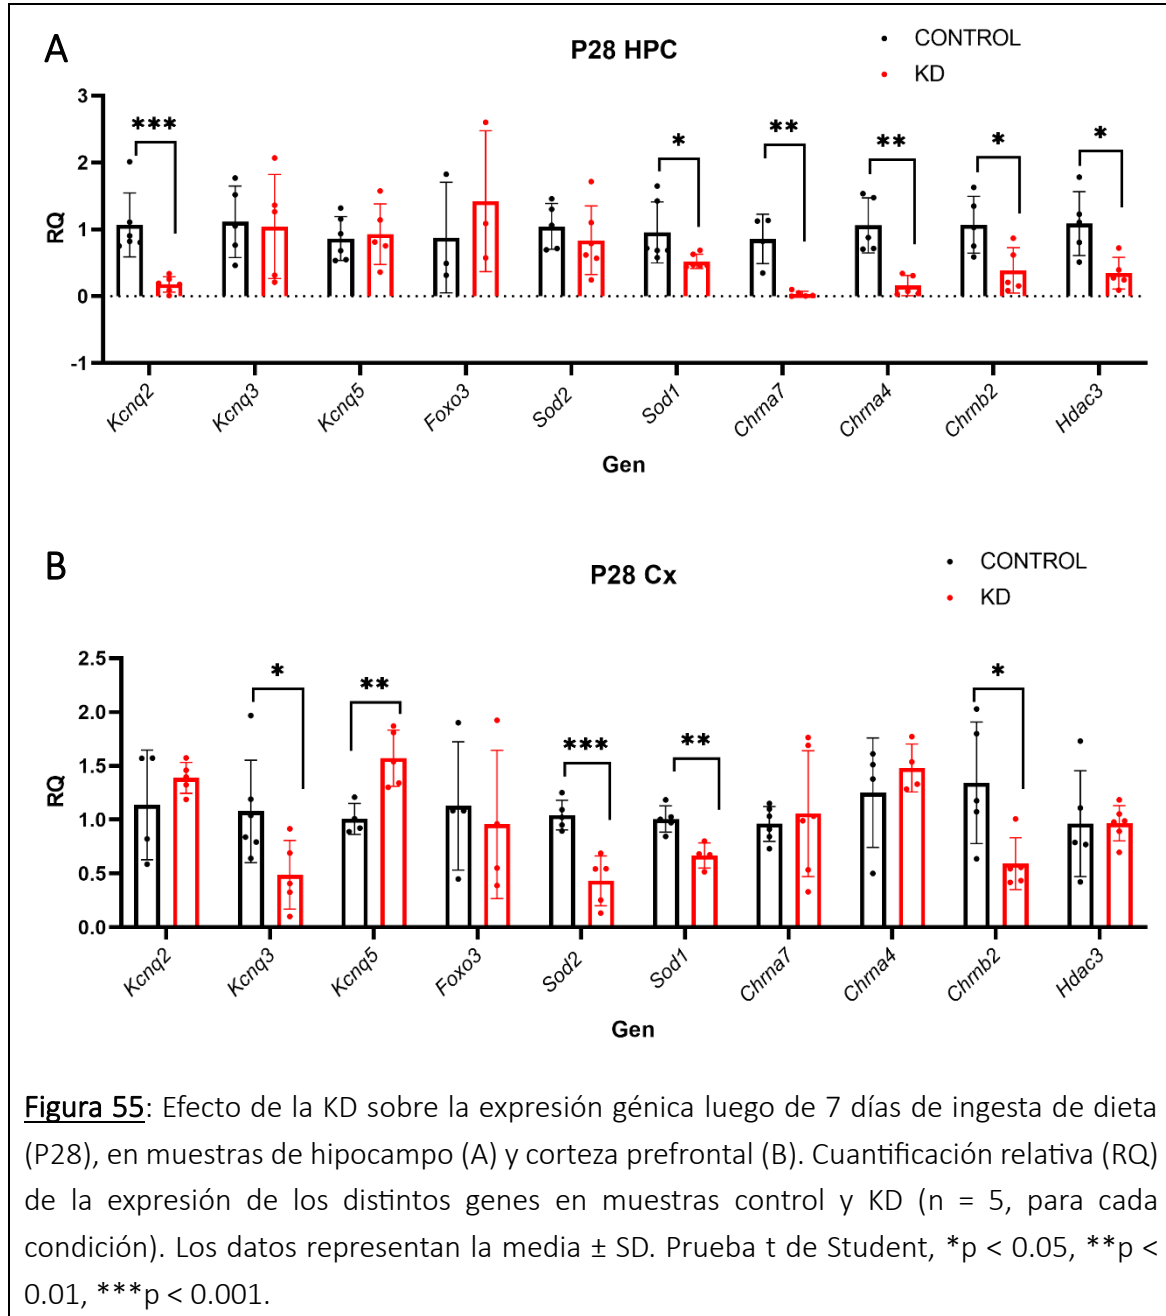 A
P28 HPC
CONTROL
KD
3
2
1
0
-1
RQ
***
*
**
**
*
*
Kcnq2
Kcnq3
Kcnq5
Foxo3
Sod2
Sod1
Chrna7
Chrna4
Chrnb2
Hdac3
Gen
B
P28 Cx
CONTROL
KD
2.5
2.0
1.5
1.0
0.5
0.0
RQ
*
**
***
**
*
Kcnq2
Kcnq3
Kcnq5
Foxo3
Sod2
Sod1
Chrna7
Chrna4
Chrnb2
Hdac3
Gen
Figura 55: Efecto de la KD sobre la expresión génica luego de 7 días de ingesta de dieta
(P28), en muestras de hipocampo (A) y corteza prefrontal (B). Cuantificación relativa (RQ)
de la expresión de los distintos genes en muestras control y KD (n = 5, para cada
condición). Los datos representan la media ± SD. Prueba t de Student, *p < 0.05, **p <
0.01, ***p < 0.001.